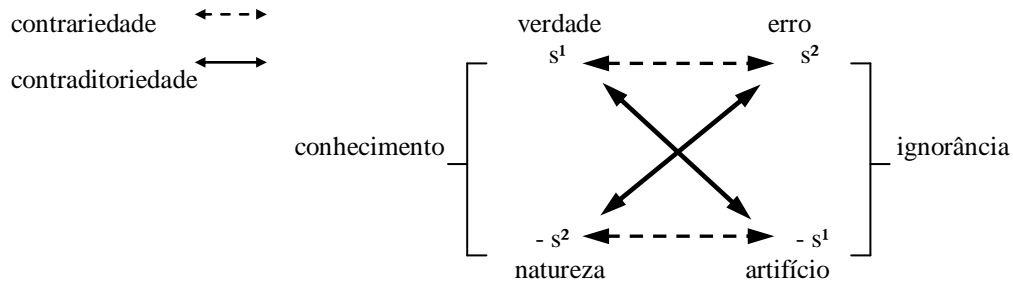 contrariedade
contraditoriedade
verdade erro
s¹ s²
conhecimento ignorância
- s² - s¹
natureza artifício